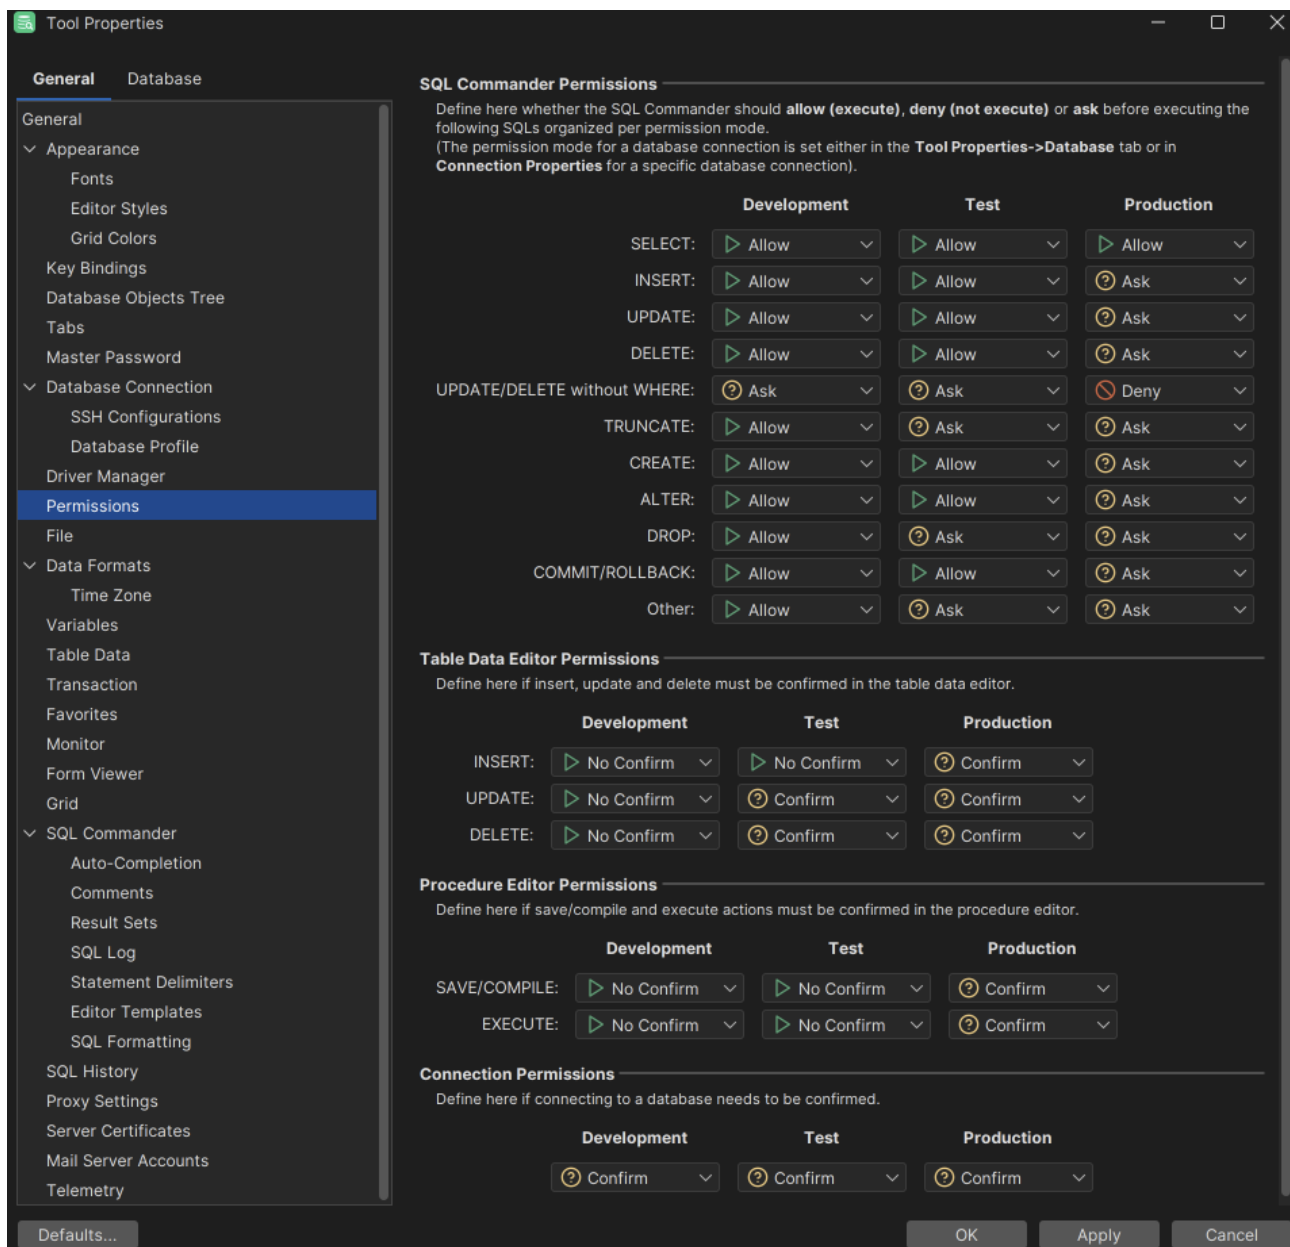 Tool Properties
General Database
General
Appearance
Fonts
Editor Styles
Grid Colors
Key Bindings
Database Objects Tree
Tabs
Master Password
Database Connection
SSH Configurations
Database Profile
Driver Manager
Permissions
File
Data Formats
Time Zone
Variables
Table Data
Transaction
Favorites
Monitor
Form Viewer
Grid
SQL Commander
Auto-Completion
Comments
Result Sets
SQL Log
Statement Delimiters
Editor Templates
SQL Formatting
SQL History
Proxy Settings
Server Certificates
Mail Server Accounts
Telemetry
SQL Commander Permissions
Define here whether the SQL Commander should allow (execute), deny (not execute) or ask before executing the
following SQLs organized per permission mode.
(The permission mode for a database connection is set either in the Tool Properties->Database tab or in
Connection Properties for a specific database connection).
Development Test Production
SELECT: Allow Allow Allow
INSERT: Allow Allow Ask
UPDATE: Allow Allow Ask
DELETE: Allow Allow Ask
UPDATE/DELETE without WHERE: Ask Ask Deny
TRUNCATE: Allow Ask Ask
CREATE: Allow Allow Ask
ALTER: Allow Allow Ask
DROP: Allow Ask Ask
COMMIT/ROLLBACK: Allow Allow Ask
Other: Allow Ask Ask
Table Data Editor Permissions
Define here if insert, update and delete must be confirmed in the table data editor.
Development Test Production
INSERT: No Confirm No Confirm Confirm
UPDATE: No Confirm Confirm Confirm
DELETE: No Confirm Confirm Confirm
Procedure Editor Permissions
Define here if save/compile and execute actions must be confirmed in the procedure editor.
Development Test Production
SAVE/COMPILE: No Confirm No Confirm Confirm
EXECUTE: No Confirm No Confirm Confirm
Connection Permissions
Define here if connecting to a database needs to be confirmed.
Development Test Production
Confirm Confirm Confirm
Defaults... OK Apply Cancel